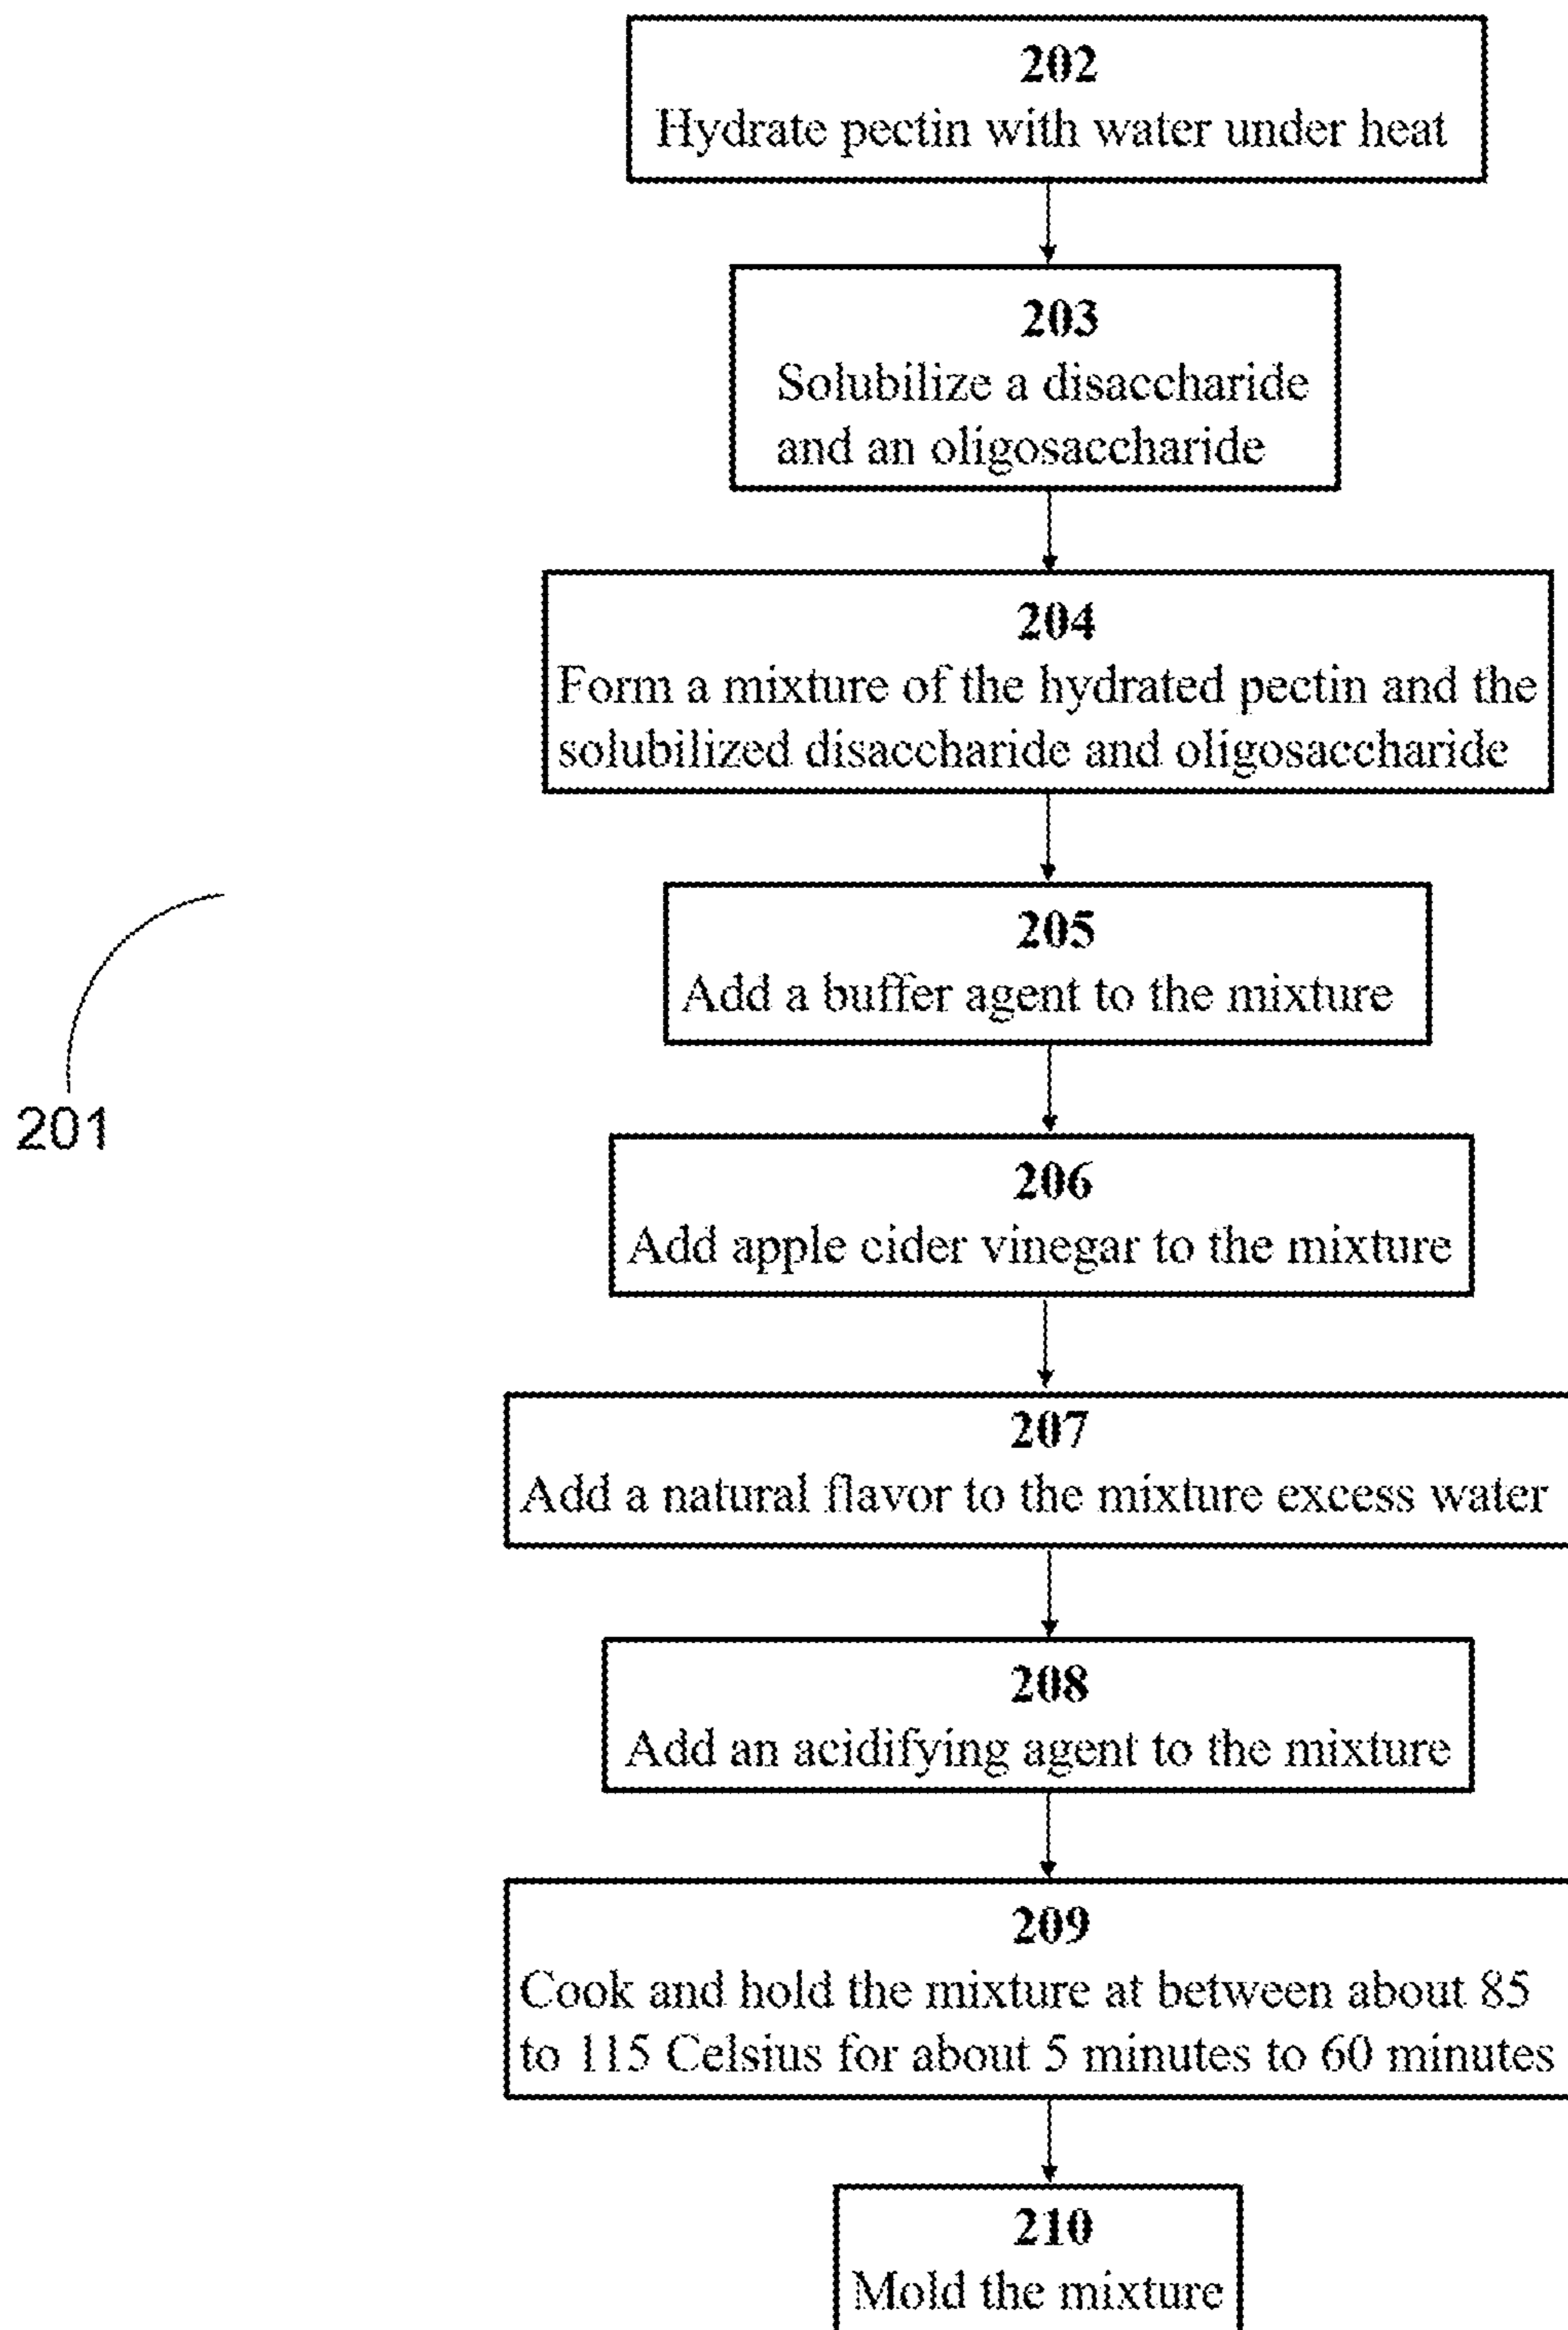 202
Hydrate pectin with water under heat
203
Solubilize a disaccharide
and an oligosaccharide
204
Form a mixture of the hydrated pectin and the
solubilized disaccharide and oligosaccharide
205
Add a buffer agent to the mixture
201
206
Add apple cider vinegar to the mixture
207
Add a natural flavor to the mixture excess water
208
Add an acidifying agent to the mixture
209
Cook and hold the mixture at between about 85
to 115 Celsius for about 5 minutes to 60 minutes
210
Mold the mixture